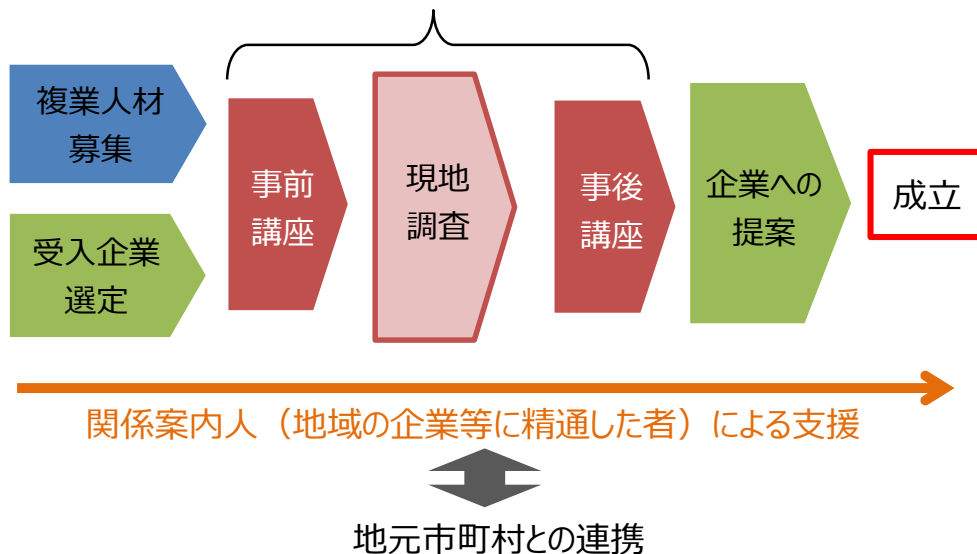 複業人材
募集
受入企業
選定
事前
講座
現地
調査
事後
講座
企業への
提案
成立
関係案内人（地域の企業等に精通した者）による支援
地元市町村との連携